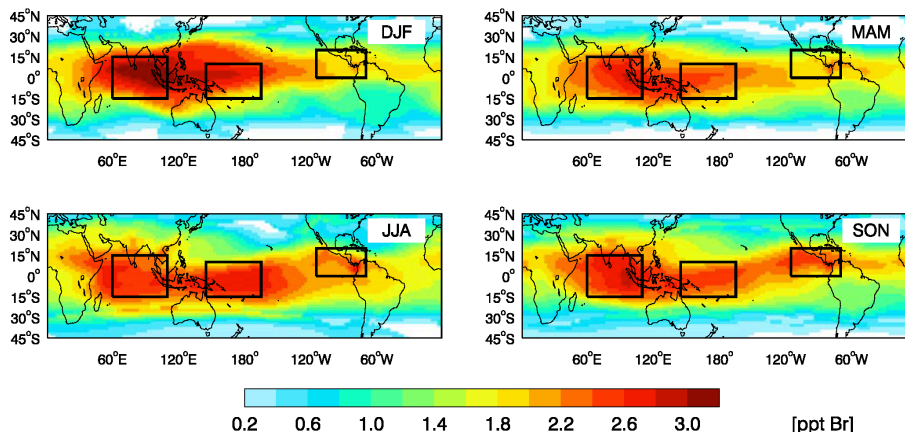 45°N DJF
30°N
15°N
0°N
15°S
30°S
45°S
60°E 120°E 180° 120°W 60°W
45°N MAM
30°N
15°N
0°N
15°S
30°S
45°S
60°E 120°E 180° 120°W 60°W
45°N JJA
30°N
15°N
0°N
15°S
30°S
45°S
60°E 120°E 180° 120°W 60°W
45°N SON
30°N
15°N
0°N
15°S
30°S
45°S
60°E 120°E 180° 120°W 60°W
0.2 0.6 1.0 1.4 1.8 2.2 2.6 3.0 [ppt Br]